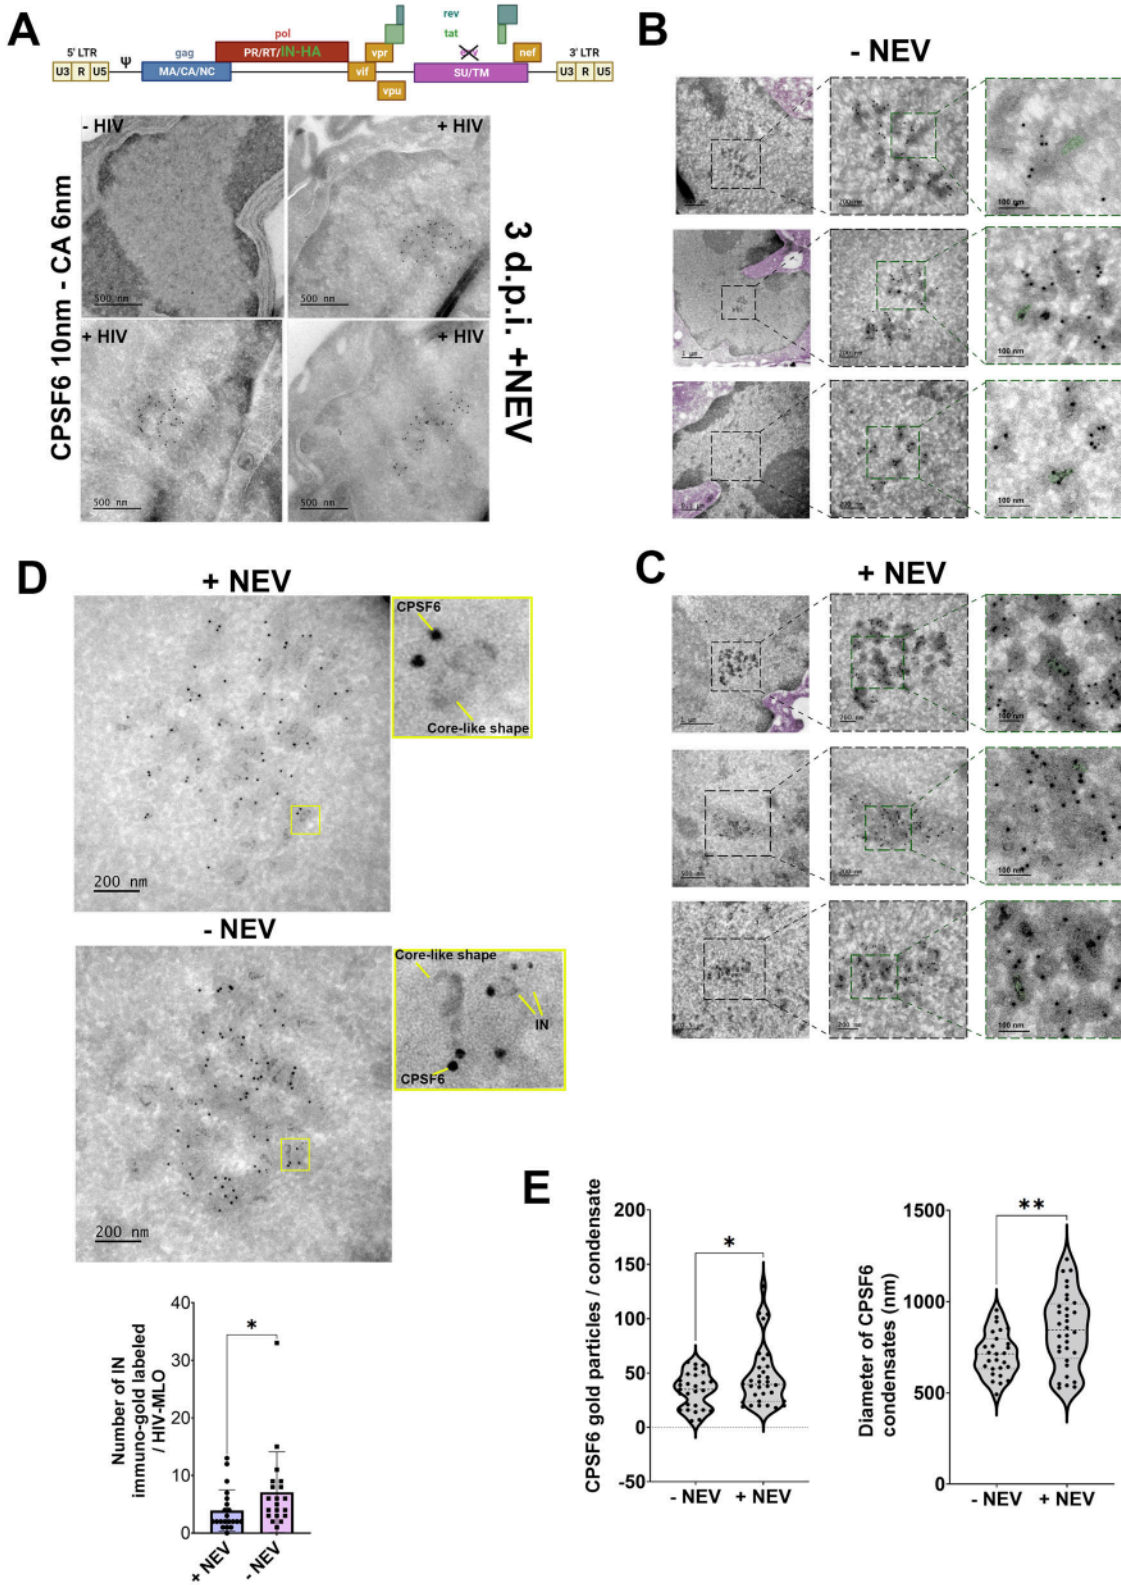 A
rev
tat
pol
gag
5' LTR
Ψ
PR/RT/IN-HA
vpr
nef
3' LTR
U3 R U5
MA/CA/NC
vif
SU/TM
U3 R U5
vpu
CPSF6 10nm - CA 6nm
- HIV
+ HIV
500 nm
500 nm
+ HIV
+ HIV
500 nm
500 nm
3 d.p.i. +NEV
B
- NEV
200nm
100 nm
1 µm
200nm
100 nm
200 nm
100 nm
C
+ NEV
1 µm
200 nm
100 nm
500 nm
200 nm
100 nm
0.5 µm
200 nm
100 nm
D
+ NEV
CPSF6
Core-like shape
200 nm
- NEV
Core-like shape
IN
CPSF6
200 nm
Number of IN
immuno-gold labeled
/ HIV-MLO
40
30
20
10
0
*
+ NEV
- NEV
E
CPSF6 gold particles / condensate
200
150
100
50
0
-50
*
- NEV
+ NEV
Diameter of CPSF6
condensates (nm)
1500
1000
500
0
**
- NEV
+ NEV